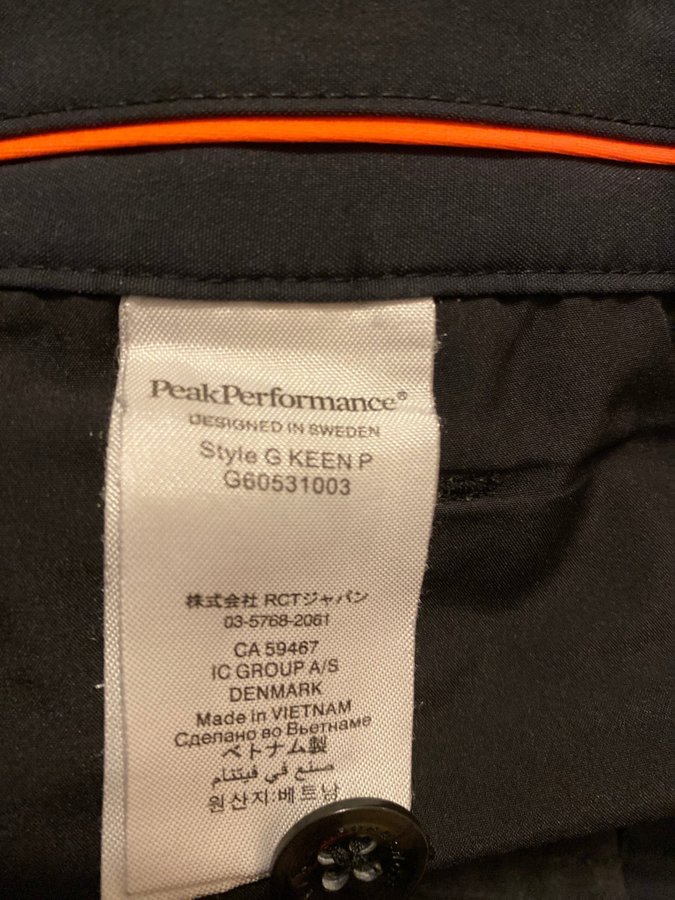 PeakPerformance®
DESIGNED IN SWEDEN
Style G KEEN P
G60531003
株式会社 RCTジャパン
03-5768-2061
CA 59467
IC GROUP A/S
DENMARK
Made in VIETNAM
Сделано во Вьетнаме
ベトナム製
صنع في فيتنام
원산지:베트남